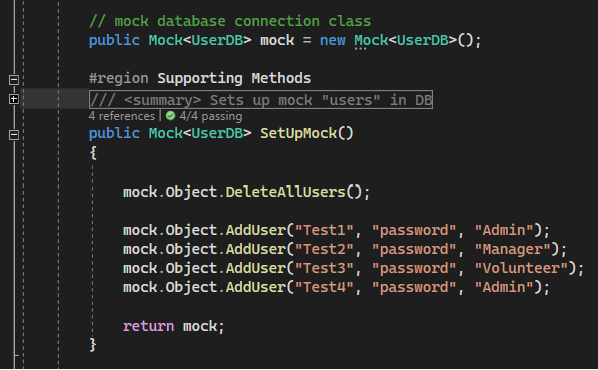 // mock database connection class
public Mock<UserDB> mock = new Mock<UserDB>();
#region Supporting Methods
/// <summary> Sets up mock "users" in DB
4 references | 4/4 passing
public Mock<UserDB> SetUpMock()
{
mock.Object.DeleteAllUsers();
mock.Object.AddUser("Test1", "password", "Admin");
mock.Object.AddUser("Test2", "password", "Manager");
mock.Object.AddUser("Test3", "password", "Volunteer");
mock.Object.AddUser("Test4", "password", "Admin");
return mock;
}